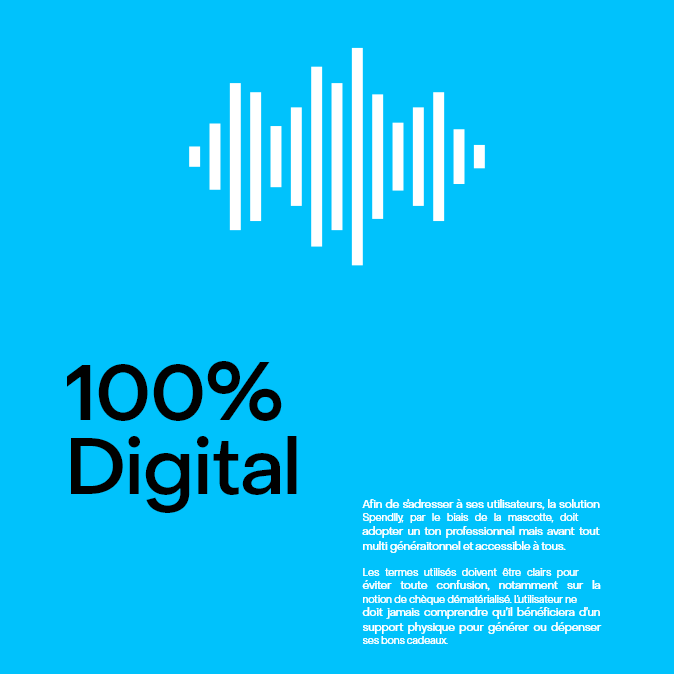 100%
Digital
Afin de s'adresser à ses utilisateurs, la solution
Spendily, par le biais de la mascotte, doit
adopter un ton professionnel mais avant tout
multi généraitonnel et accessible à tous.
Les termes utilisés doivent être clairs pour
éviter toute confusion, notamment sur la
notion de chèque dématérialisé. L'utilisateur ne
doit jamais comprendre qu'il bénéficiera d'un
support physique pour générer ou dépenser
ses bons cadeaux.